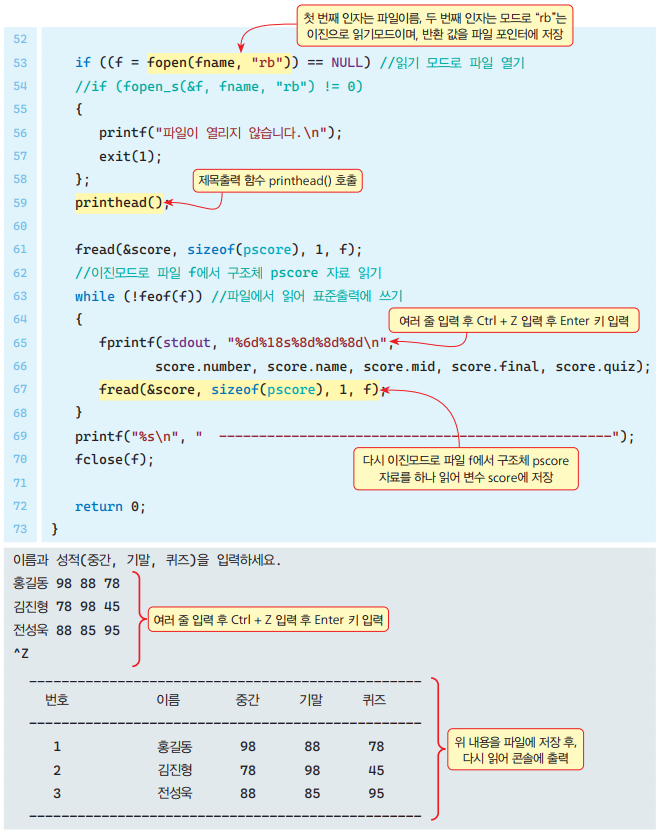 첫 번째 인자는 파일이름, 두 번째 인자는 모드로 "rb"는
이진으로 읽기모드이며, 반환 값을 파일 포인터에 저장
52
53 if ((f = fopen(fname, "rb")) == NULL) //읽기 모드로 파일 열기
54 //if (fopen_s(&f, fname, "rb") != 0)
55 {
56 printf("파일이 열리지 않습니다.\n");
57 exit(1);
58 };
제목출력 함수 printhead() 호출
59 printhead();
60
61 fread(&score, sizeof(pscore), 1, f);
62 //이진모드로 파일 f에서 구조체 pscore 자료 읽기
63 while (!feof(f)) //파일에서 읽어 표준출력에 쓰기
64 {
여러 줄 입력 후 Ctrl + Z 입력 후 Enter 키 입력
65 fprintf(stdout, "%6d%18s%8d%8d%8d\n",
66 score.number, score.name, score.mid, score.final, score.quiz);
67 fread(&score, sizeof(pscore), 1, f);
68 }
69 printf("%s\n", " -------------------------------------------------");
70 fclose(f);
다시 이진모드로 파일 f에서 구조체 pscore
자료를 하나 읽어 변수 score에 저장
71
72 return 0;
73 }
이름과 성적(중간, 기말, 퀴즈)을 입력하세요.
홍길동 98 88 78
김진형 78 98 45
여러 줄 입력 후 Ctrl + Z 입력 후 Enter 키 입력
전성욱 88 85 95
^Z
-------------------------------------------------
번호 이름 중간 기말 퀴즈
-------------------------------------------------
1 홍길동 98 88 78
2 김진형 78 98 45
3 전성욱 88 85 95
-------------------------------------------------
위 내용을 파일에 저장 후,
다시 읽어 콘솔에 출력